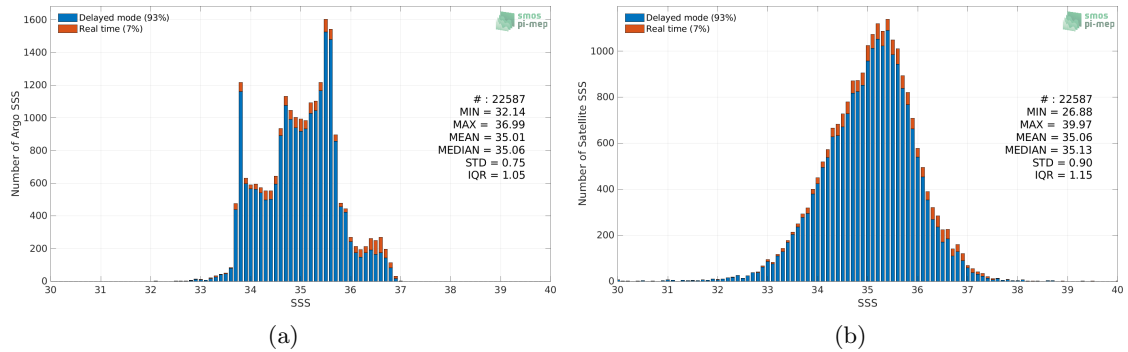 Delayed mode (93%)
Real time (7%)
smos
pi-mep
Number of Argo SSS
1600
1400
1200
1000
800
600
400
200
0
# : 22587
MIN = 32.14
MAX = 36.99
MEAN = 35.01
MEDIAN = 35.06
STD = 0.75
IQR = 1.05
30 31 32 33 34 35 36 37 38 39 40
SSS
(a)
Delayed mode (93%)
Real time (7%)
smos
pi-mep
Number of Satellite SSS
1000
800
600
400
200
0
# : 22587
MIN = 26.88
MAX = 39.97
MEAN = 35.06
MEDIAN = 35.13
STD = 0.90
IQR = 1.15
30 31 32 33 34 35 36 37 38 39 40
SSS
(b)